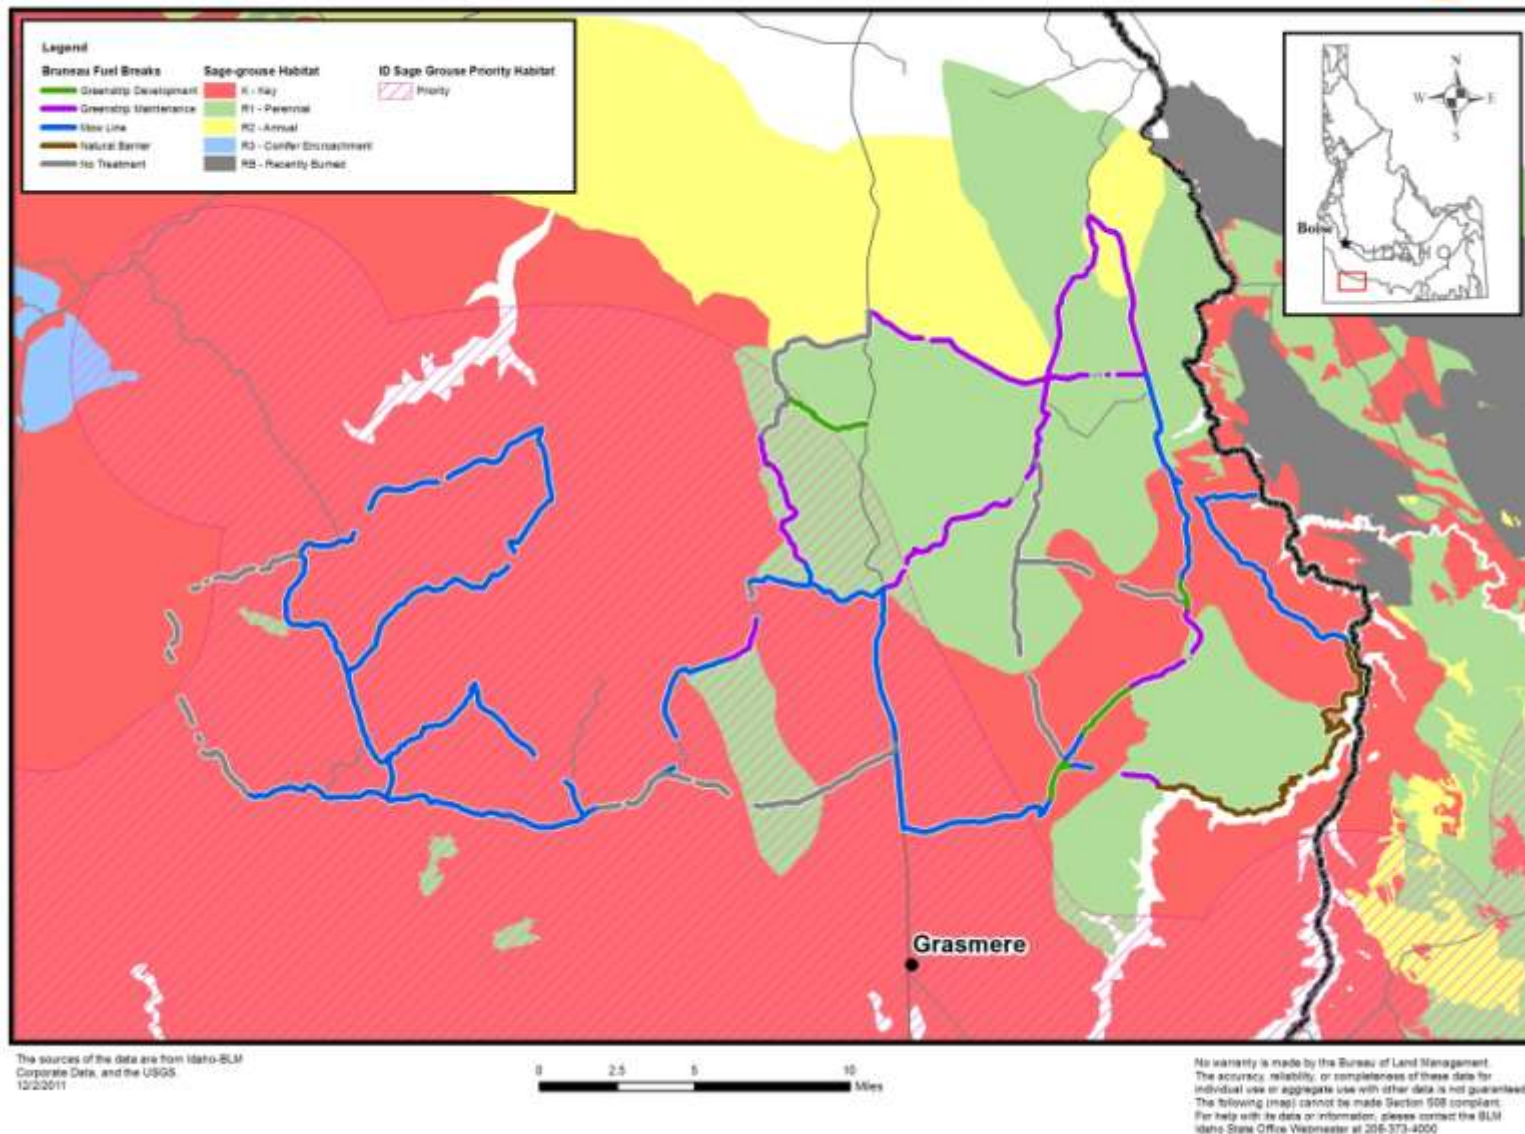 Legend
Bruneau Fuel Breaks
Greenstrip Development
Greenstrip Maintenance
Mow Line
Natural Barrier
No Treatment
Sage-grouse Habitat
K - Key
R1 - Perennial
R2 - Annual
R3 - Conifer Encroachment
RB - Recently Burned
ID Sage Grouse Priority Habitat
Priority
N
W E
S
Boise
IDAHO
Grasmere
The sources of the data are from Idaho-BLM
Corporate Data, and the USGS.
12/2/2011
0 2.5 5 10
Miles
No warranty is made by the Bureau of Land Management.
The accuracy, reliability, or completeness of these data for
individual use or aggregate use with other data is not guaranteed.
The following (map) cannot be made Section 508 compliant.
For help with its data or information, please contact the BLM
Idaho State Office Webmaster at 208-373-4000